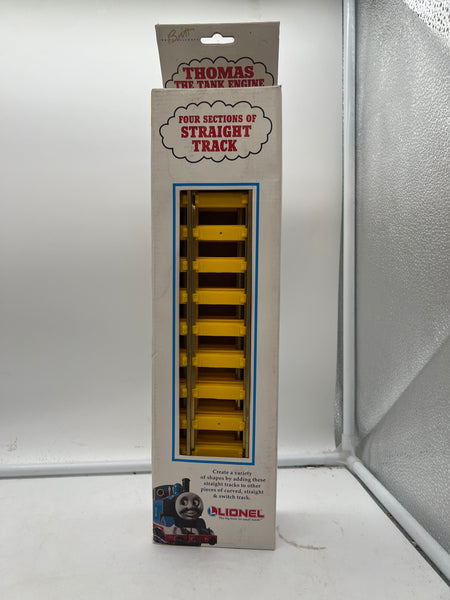 THOMAS
THE TANK ENGINE
FOUR SECTIONS OF
STRAIGHT
TRACK
Create a variety
of shapes by adding these
straight tracks to other
pieces of curved, straight
& switch track.
LIONEL